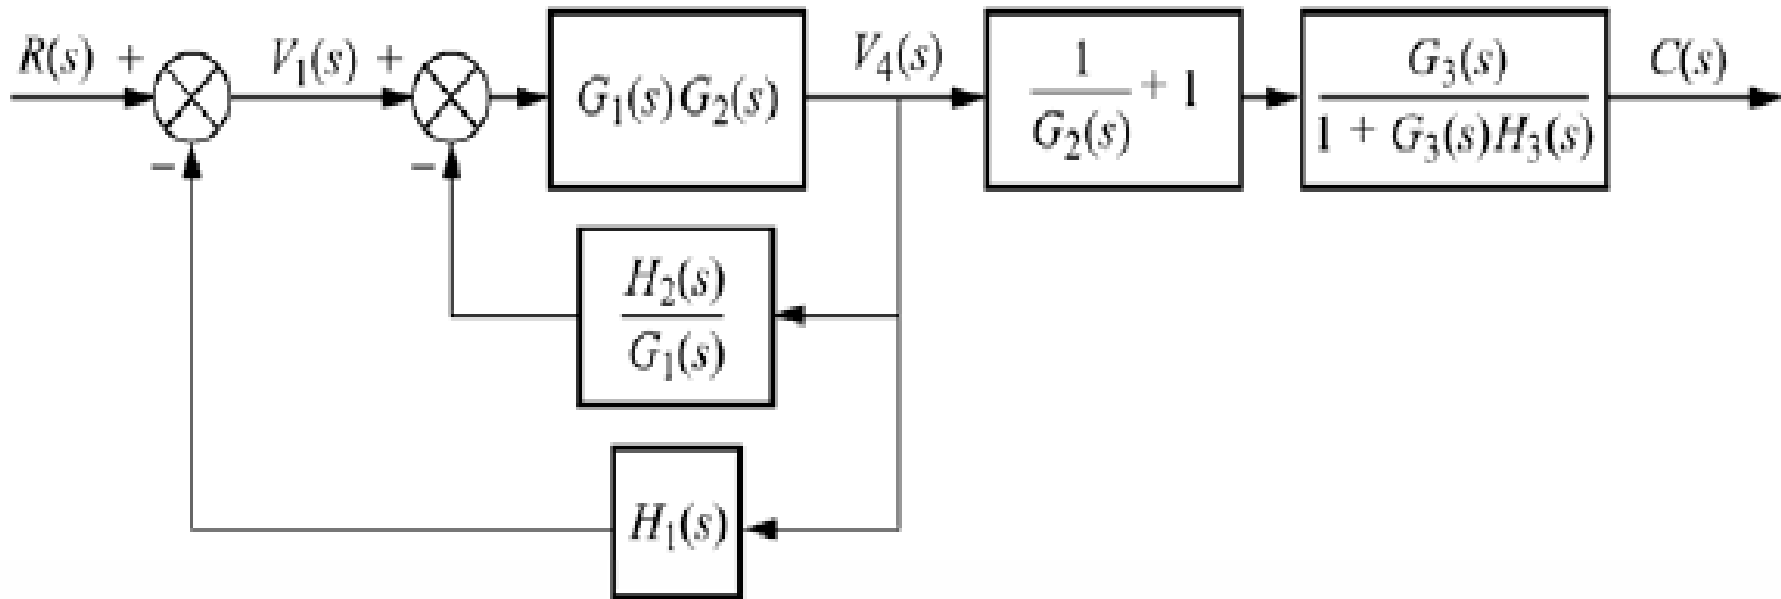 R(s) +
V₁(s) +
G₁(s)G₂(s)
V₄(s)
1
G₂(s)
+ 1
G₃(s)
1 + G₃(s)H₃(s)
C(s)
−
−
H₂(s)
G₁(s)
H₁(s)